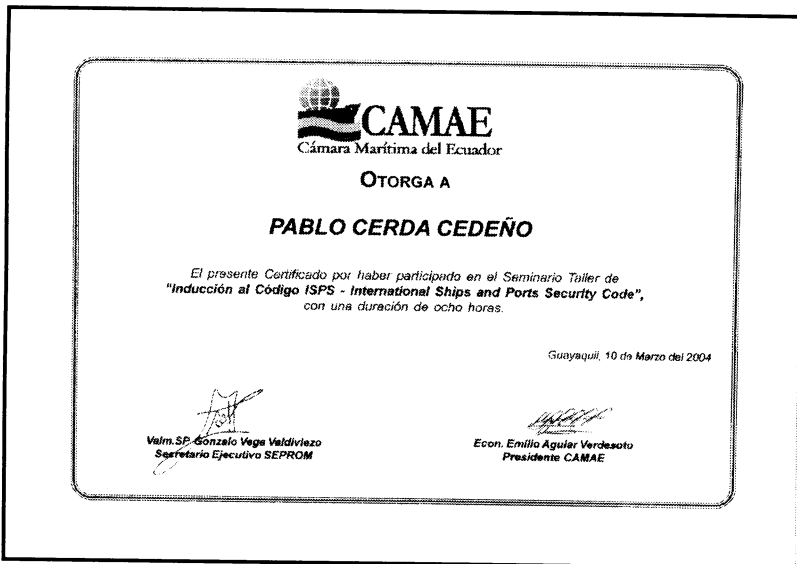 CAMAE
Cámara Marítima del Ecuador
OTORGA A
PABLO CERDA CEDEÑO
El presente Certificado por haber participado en el Seminario Taller de
"Inducción al Código ISPS - International Ships and Ports Security Code",
con una duración de ocho horas.
Guayaquil, 10 de Marzo del 2004
Valm.SP. Gonzalo Vega Valdiviezo
Secretario Ejecutivo SEPROM
Econ. Emilio Aguiar Verdesoto
Presidente CAMAE